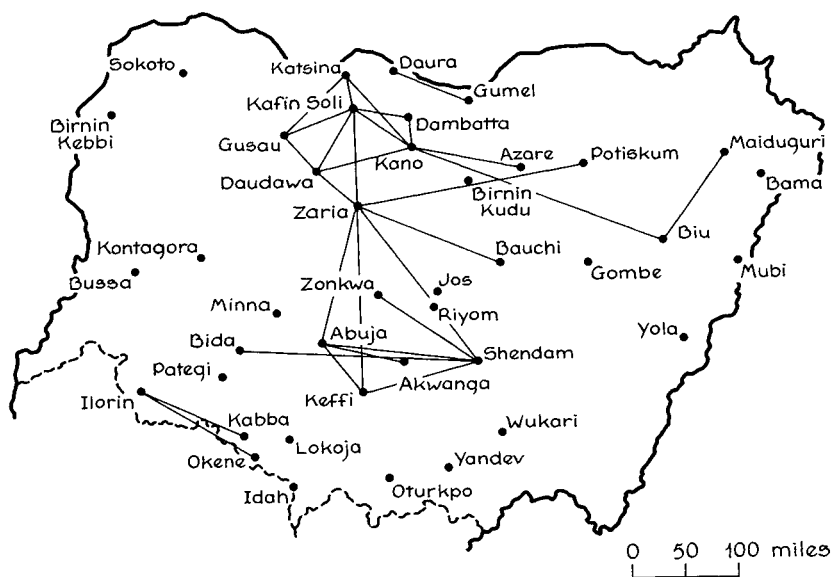 Sokoto
Katsina
Daura
Kafin Soli
Gumel
Birnin
Kebbi
Gusau
Dambatta
Maiduguri
Daudawa
Kano
Azare
Potiskum
Bama
Zaria
Birnin
Kudu
Kontagora
Bussa
Bauchi
Biu
Gombe
Mubi
Zonkwa
Jos
Minna
Riyom
Bida
Abuja
Yola
Shendam
Pategi
Akwanga
Ilorin
Keffi
Kabba
Wukari
Lokoja
Okene
Yandev
Idah
Oturkpo
0 50 100 miles